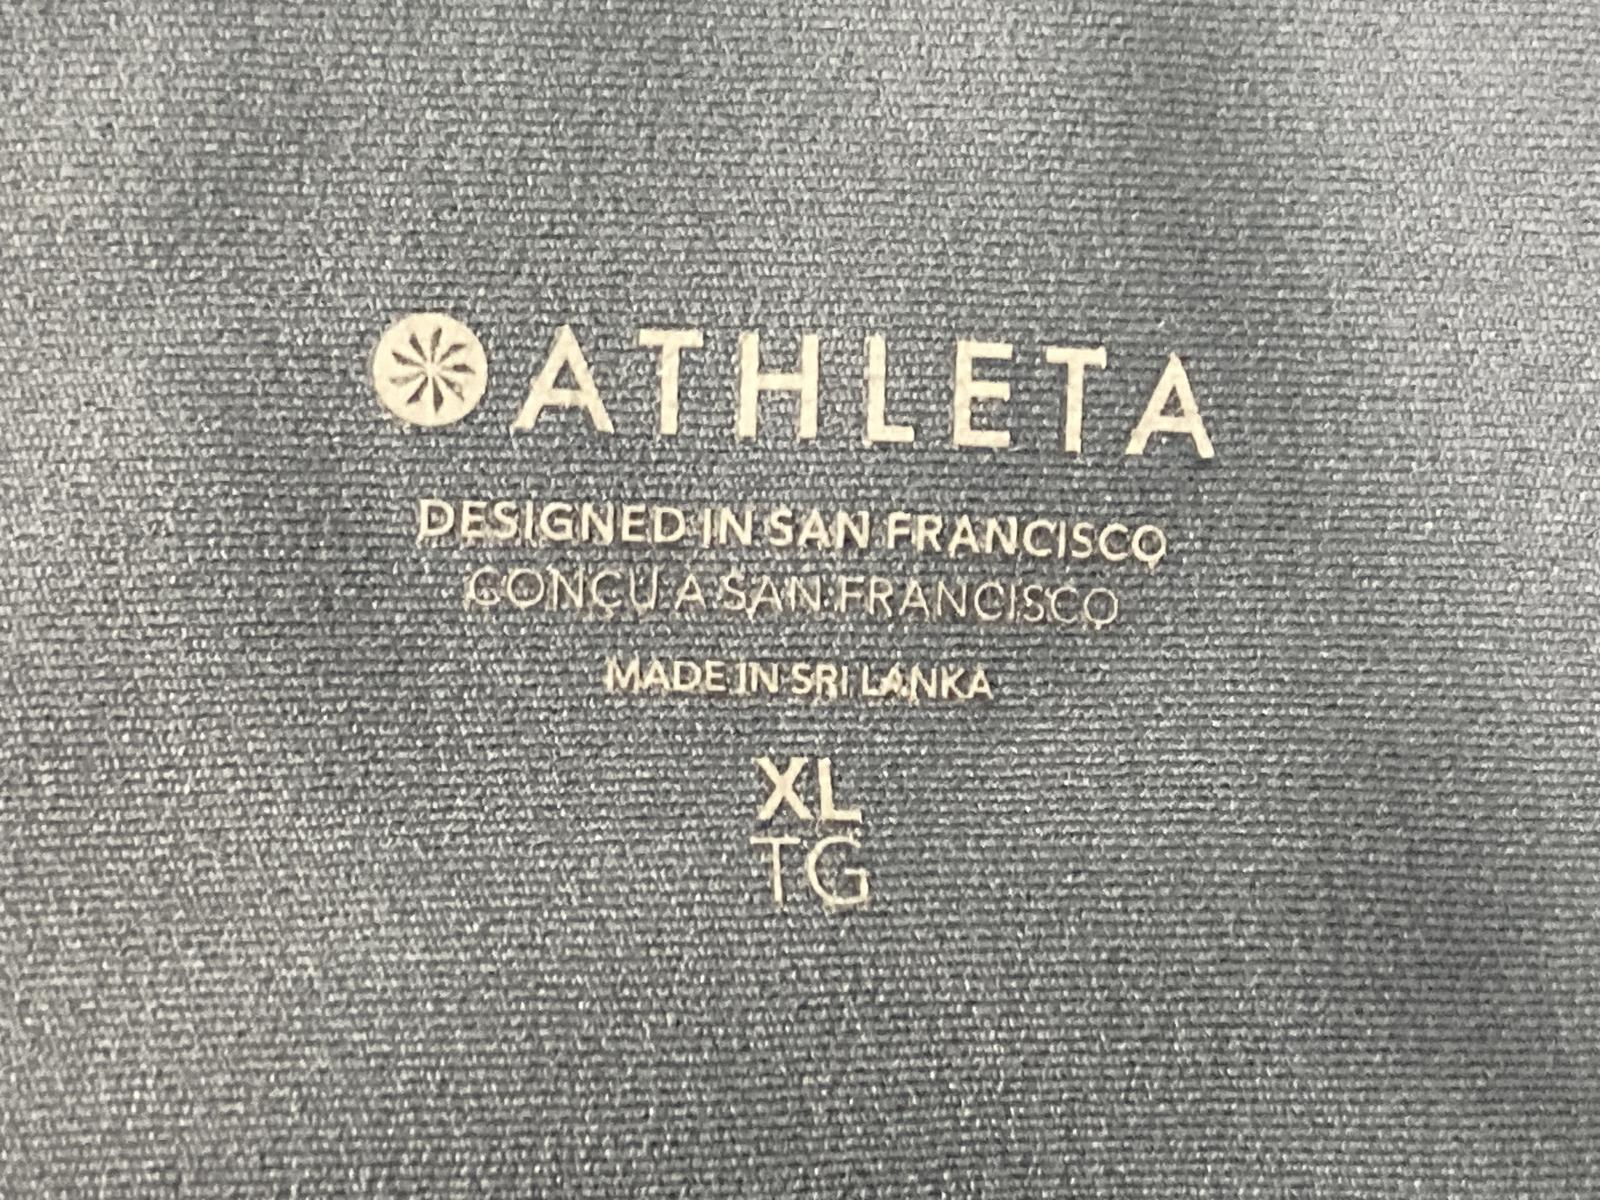 ATHLETA
DESIGNED IN SAN FRANCISCO
CONÇU A SAN FRANCISCO
MADE IN SRI LANKA
XL
TG